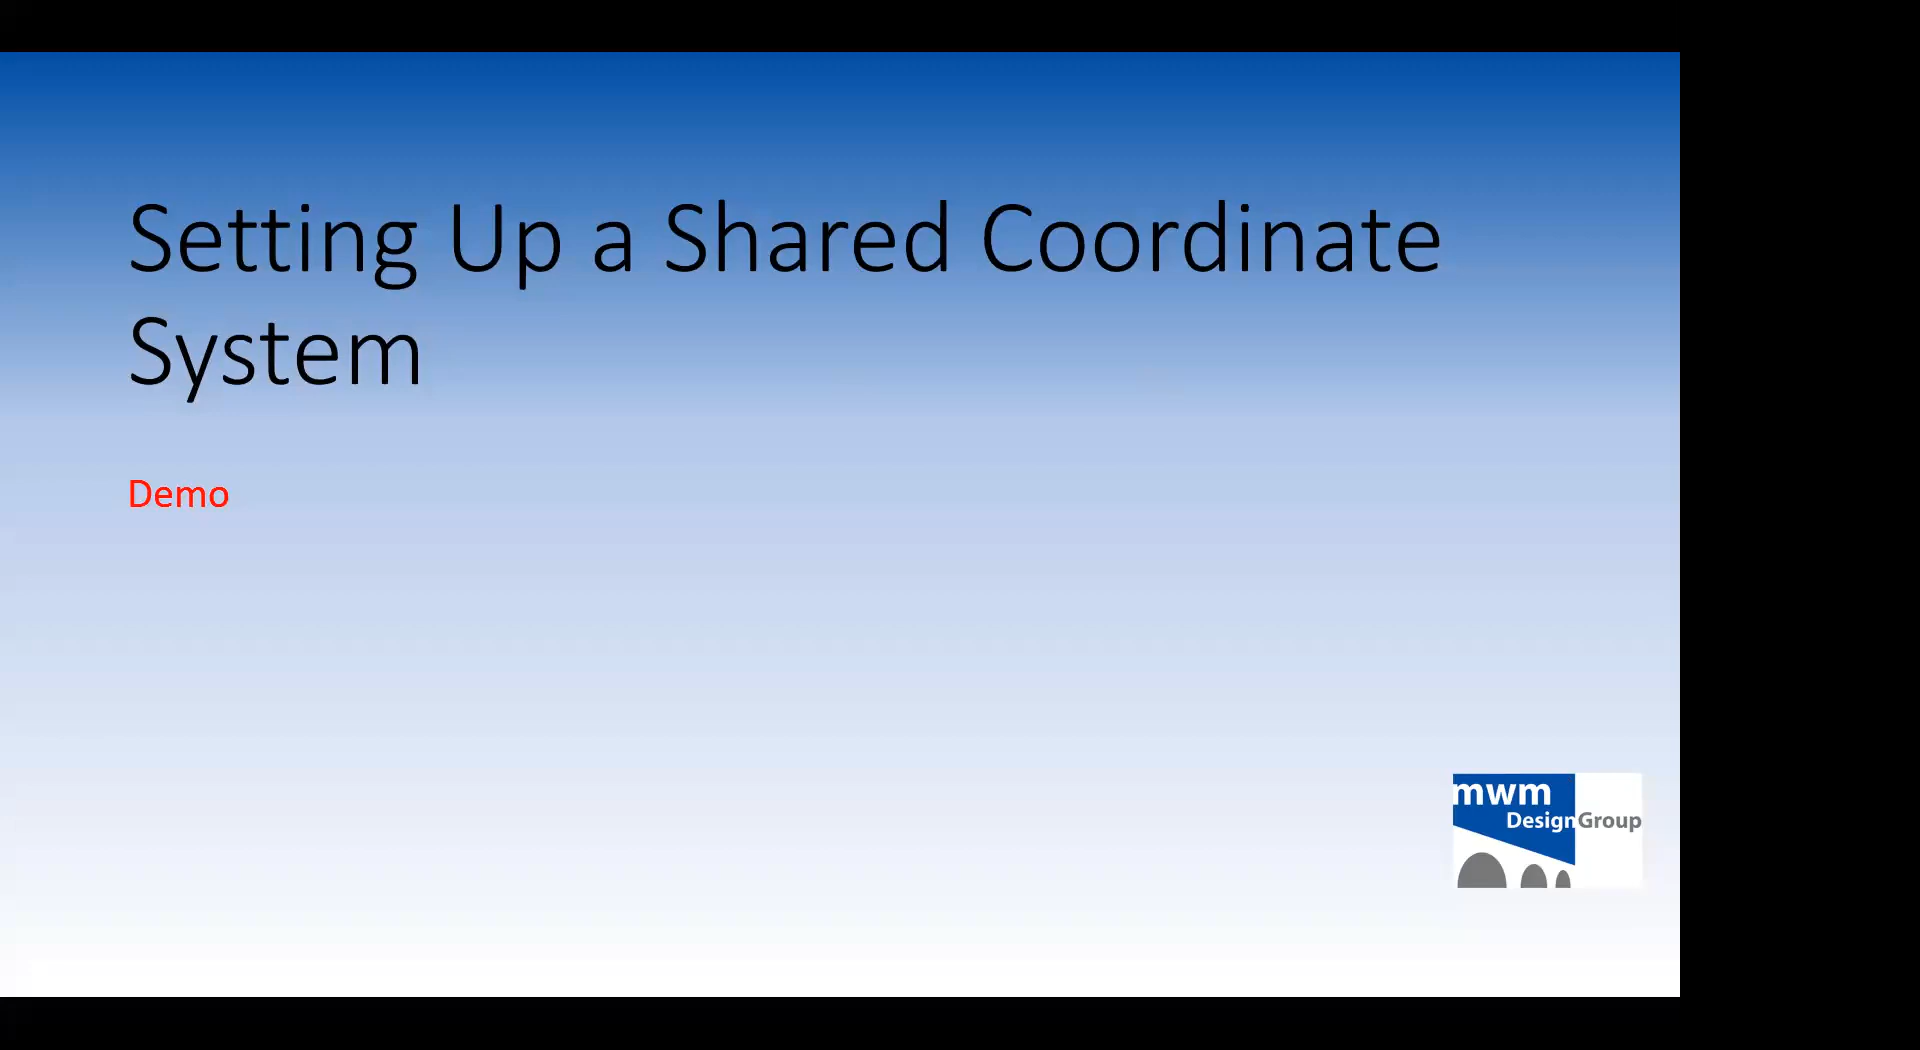 Setting Up a Shared Coordinate
System
Demo
mwm
DesignGroup